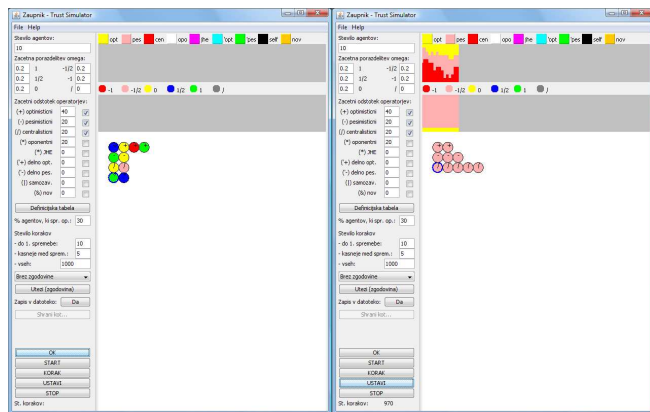 Zaupnik - Trust Simulator
File Help
Stevilo agentov:
10
Zacetna porazdelitev omega:
0.2 1 -1/2 0.2
0.2 1/2 -1 0.2
0.2 0 / 0
Zacetni odstotek operatorjev:
(+) optimisticni 40
(-) pesimisticni 20
(/) centralisticni 20
(*) oponentni 20
(*) JHE 0
('+) delno opt. 0
('-) delno pes. 0
(|) samozav. 0
(&) nov 0
Definicijska tabela
% agentov, ki spr. op.: 30
Stevilo korakov
- do 1. spremebe: 10
- kasneje med sprem.: 5
- vseh: 1000
Brez zgodovine
Utezi (zgodovina)
Zapis v datoteko: Da
Shrani kot...
OK
START
KORAK
USTAVI
STOP
St. korakov:
opt pes cen opo jhe 'opt 'pes self nov
-1 -1/2 0 1/2 1 /
Zaupnik - Trust Simulator
File Help
Stevilo agentov:
10
Zacetna porazdelitev omega:
0.2 1 -1/2 0.2
0.2 1/2 -1 0.2
0.2 0 / 0
Zacetni odstotek operatorjev:
(+) optimisticni 40
(-) pesimisticni 20
(/) centralisticni 20
(*) oponentni 20
(*) JHE 0
('+) delno opt. 0
('-) delno pes. 0
(|) samozav. 0
(&) nov 0
Definicijska tabela
% agentov, ki spr. op.: 30
Stevilo korakov
- do 1. spremebe: 10
- kasneje med sprem.: 5
- vseh: 1000
Brez zgodovine
Utezi (zgodovina)
Zapis v datoteko: Da
Shrani kot...
OK
START
KORAK
USTAVI
STOP
St. korakov: 970
opt pes cen opo jhe 'opt 'pes self nov
-1 -1/2 0 1/2 1 /